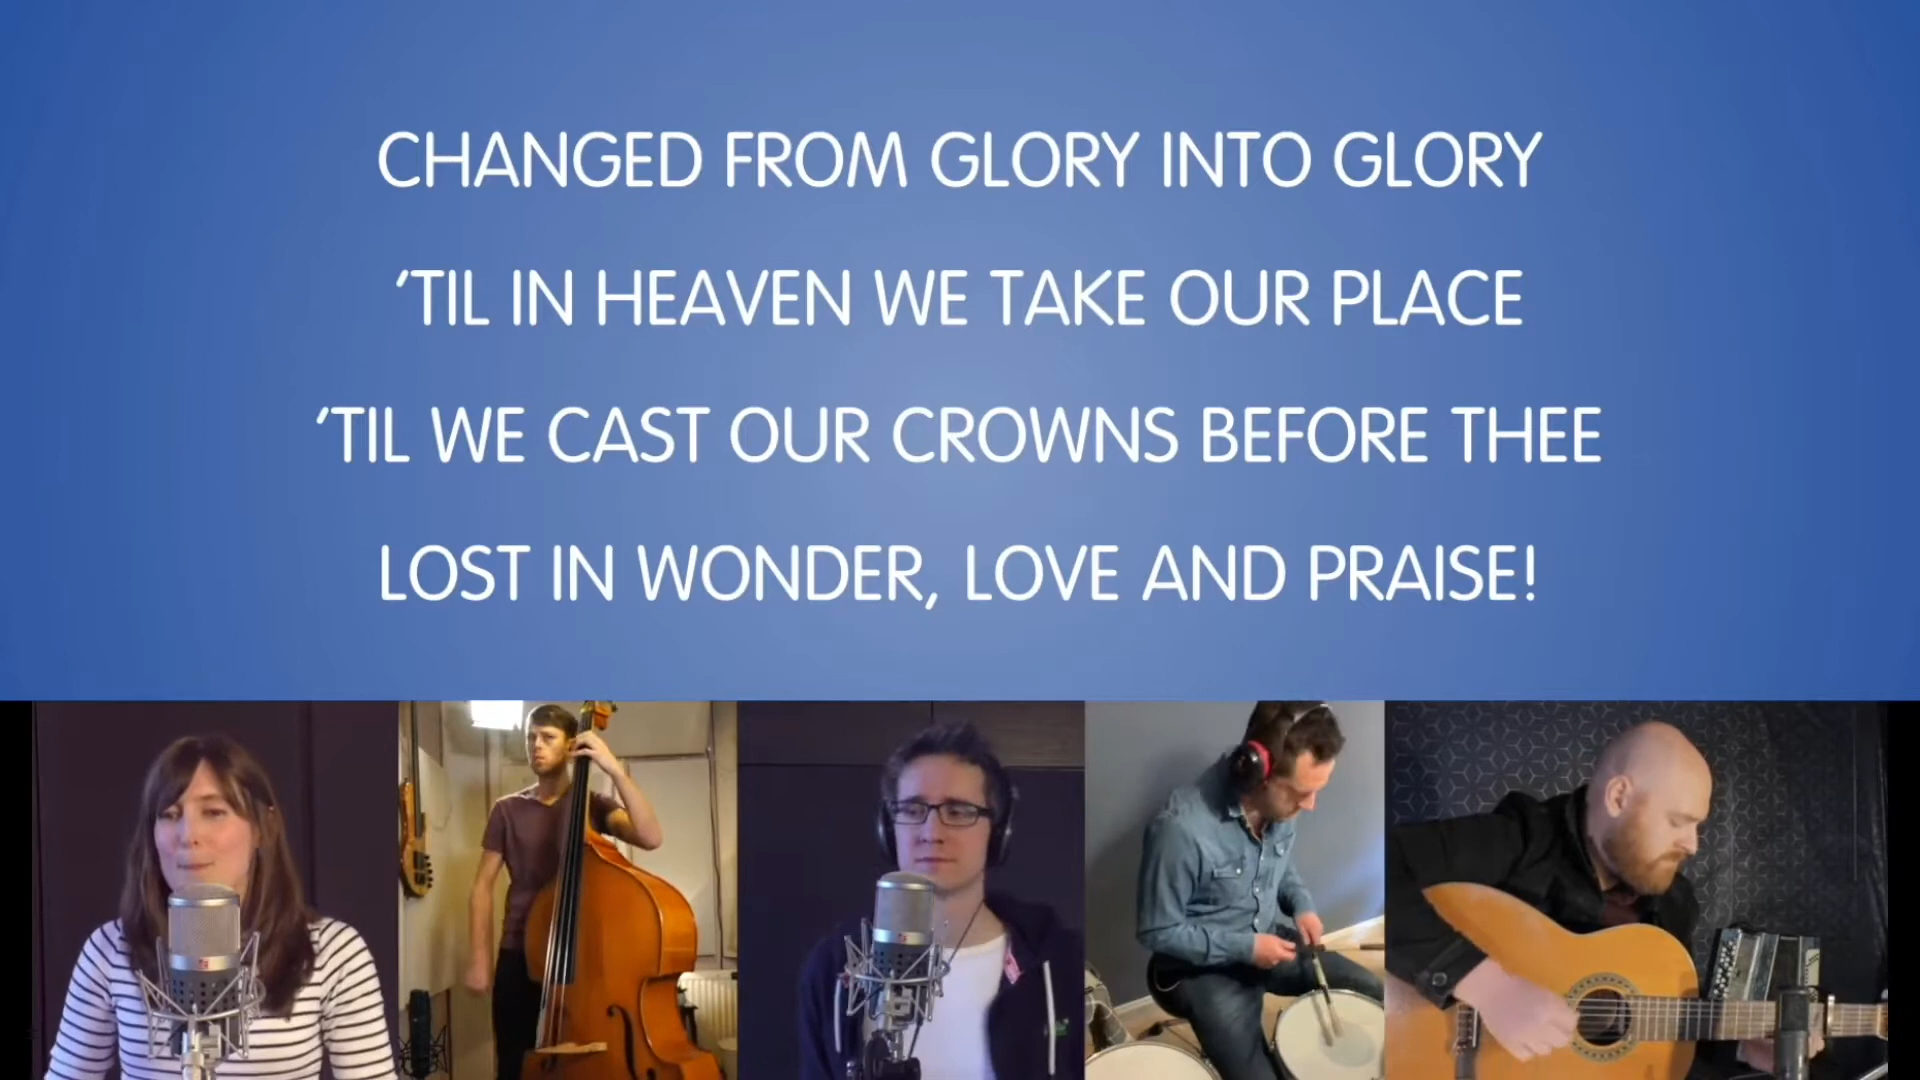 CHANGED FROM GLORY INTO GLORY
'TIL IN HEAVEN WE TAKE OUR PLACE
'TIL WE CAST OUR CROWNS BEFORE THEE
LOST IN WONDER, LOVE AND PRAISE!